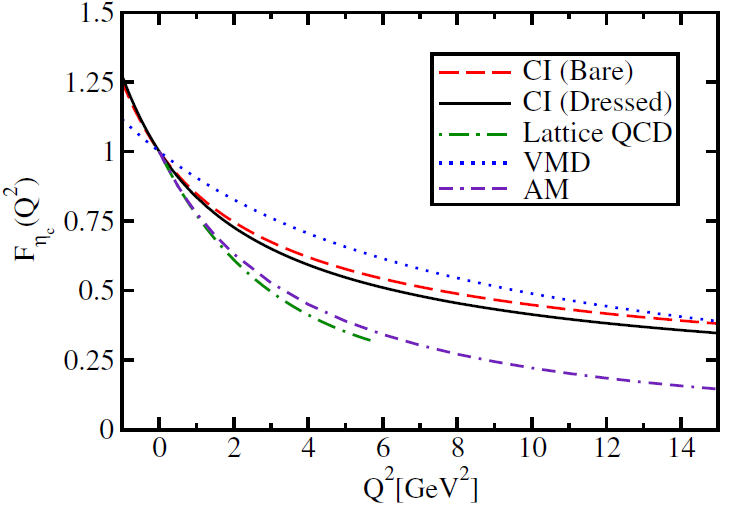 1.5
1.25
1
0.75
0.5
0.25
0
F_{η_c}(Q^2)
CI (Bare)
CI (Dressed)
Lattice QCD
VMD
AM
0 2 4 6 8 10 12 14
Q^2[GeV^2]